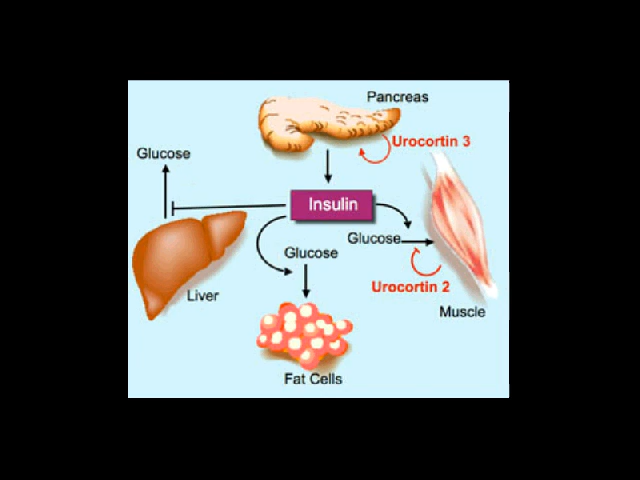 Pancreas
Urocortin 3
Glucose
Insulin
Glucose
Glucose
Urocortin 2
Liver
Muscle
Fat Cells